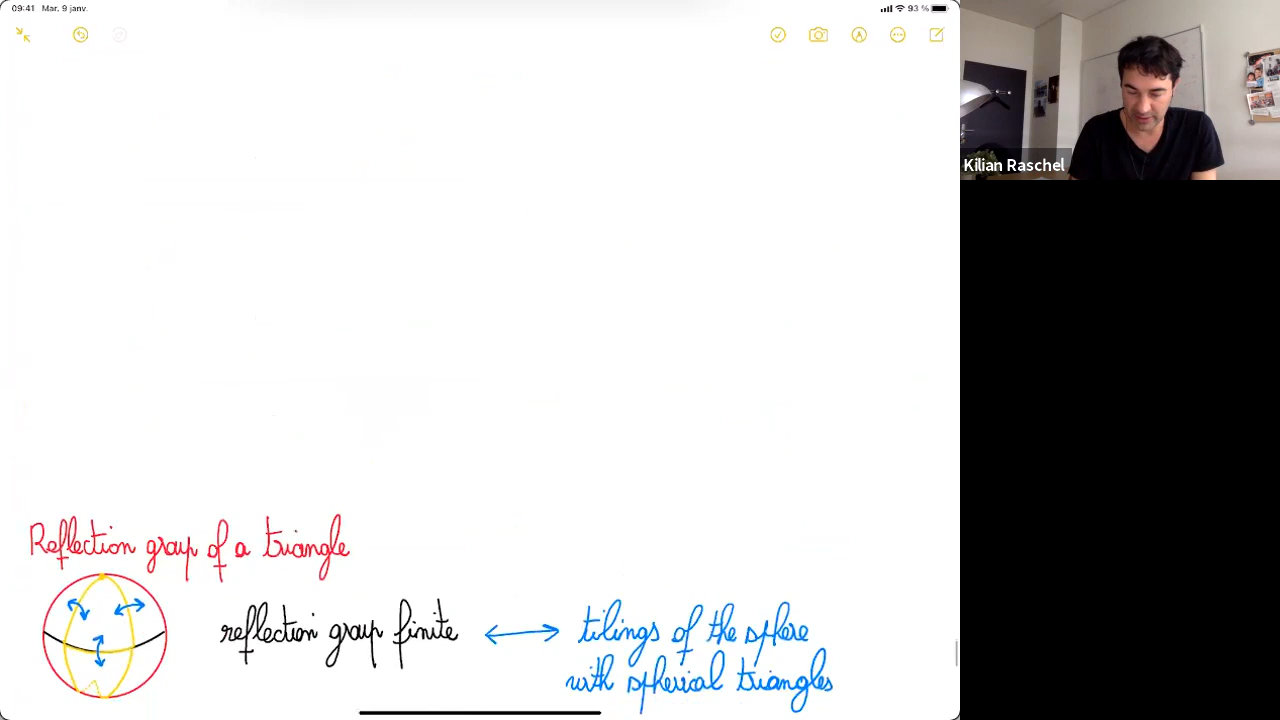 09:41 Mar. 9 janv.
93 %
Kilian Raschel
Reflection group of a triangle
reflection group finite
tilings of the sphere
with spherical triangles